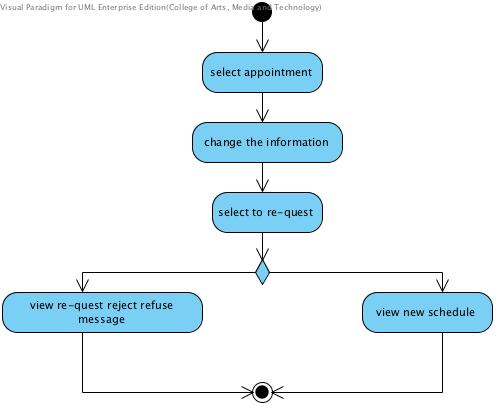 Visual Paradigm for UML Enterprise Edition(College of Arts, Media and Technology)
select appointment
change the information
select to re-quest
view re-quest reject refuse
message
view new schedule